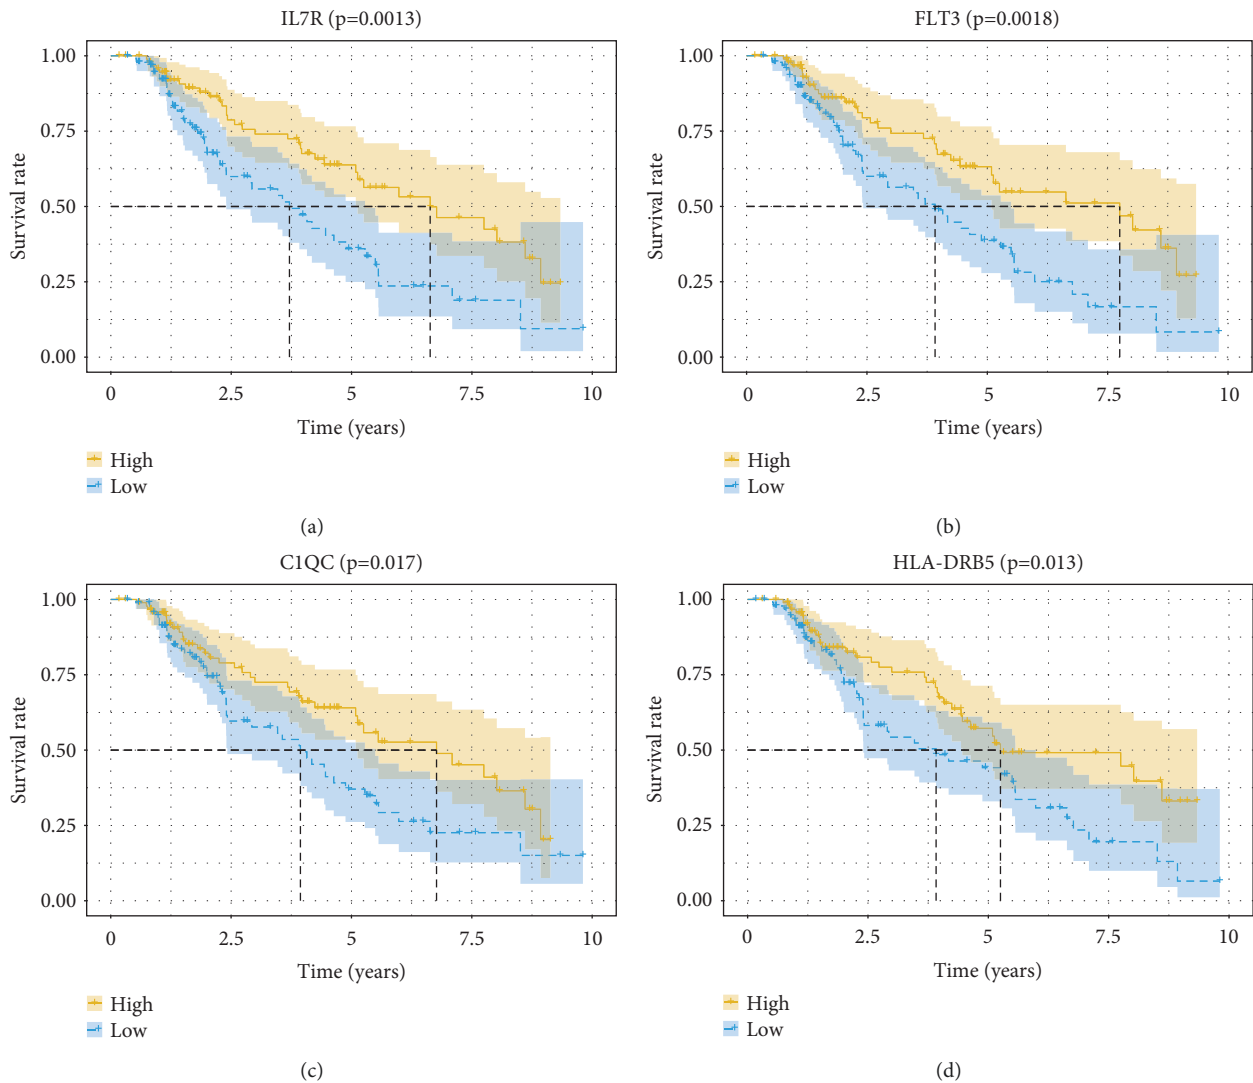 IL7R (p=0.0013)
1.00
0.75
0.50
0.25
0.00
Survival rate
0 2.5 5 7.5 10
Time (years)
High
Low
(a)
FLT3 (p=0.0018)
1.00
0.75
0.50
0.25
0.00
Survival rate
0 2.5 5 7.5 10
Time (years)
High
Low
(b)
C1QC (p=0.017)
1.00
0.75
0.50
0.25
0.00
Survival rate
0 2.5 5 7.5 10
Time (years)
High
Low
(c)
HLA-DRB5 (p=0.013)
1.00
0.75
0.50
0.25
0.00
Survival rate
0 2.5 5 7.5 10
Time (years)
High
Low
(d)